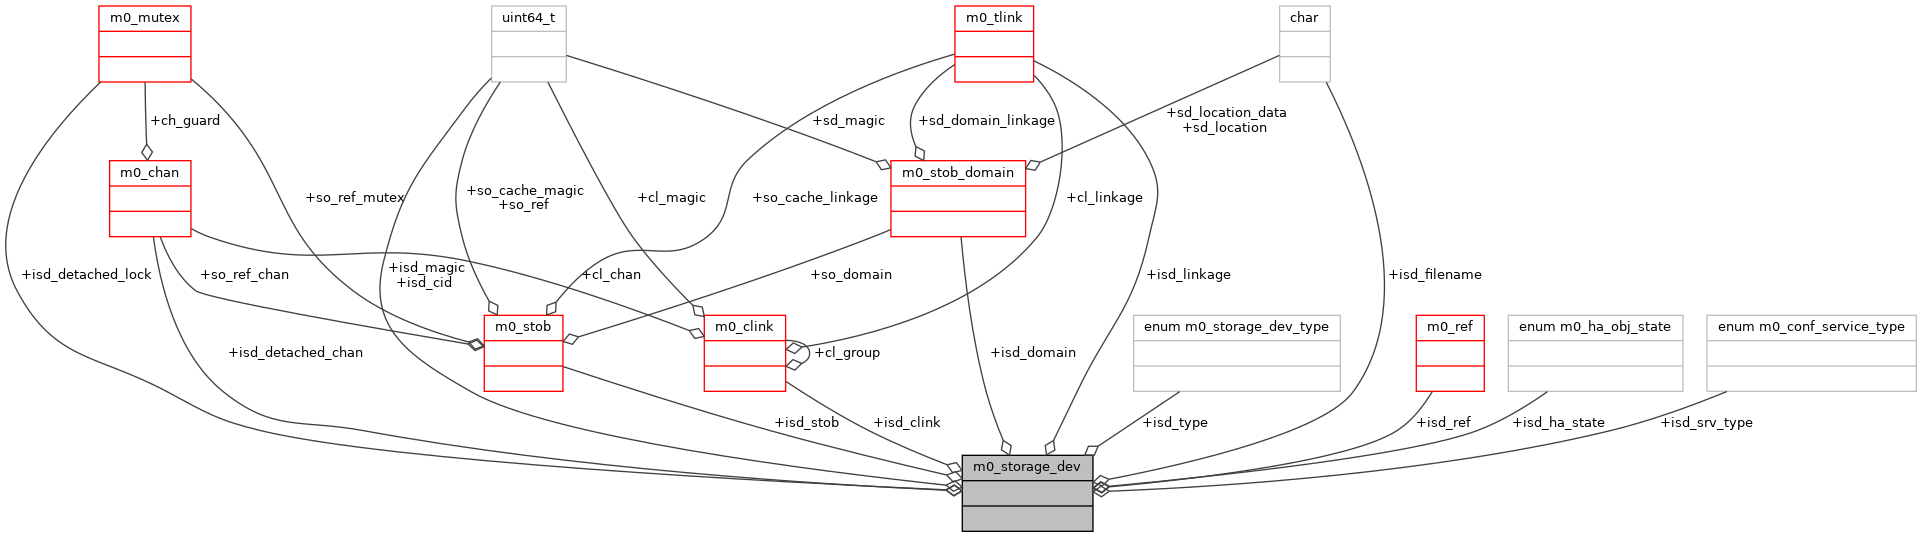 m0_mutex
uint64_t
m0_tlink
char
+ch_guard
+sd_magic
+sd_domain_linkage
+sd_location_data
+sd_location
m0_chan
m0_stob_domain
+so_ref_mutex
+so_cache_magic
+so_ref
+cl_magic
+so_cache_linkage
+cl_linkage
+isd_detached_lock
+so_ref_chan
+isd_magic
+isd_cid
+cl_chan
+so_domain
+isd_linkage
+isd_filename
m0_stob
m0_clink
enum m0_storage_dev_type
m0_ref
enum m0_ha_obj_state
enum m0_conf_service_type
+isd_detached_chan
+cl_group
+isd_domain
+isd_stob
+isd_clink
+isd_type
+isd_ref
+isd_ha_state
+isd_srv_type
m0_storage_dev